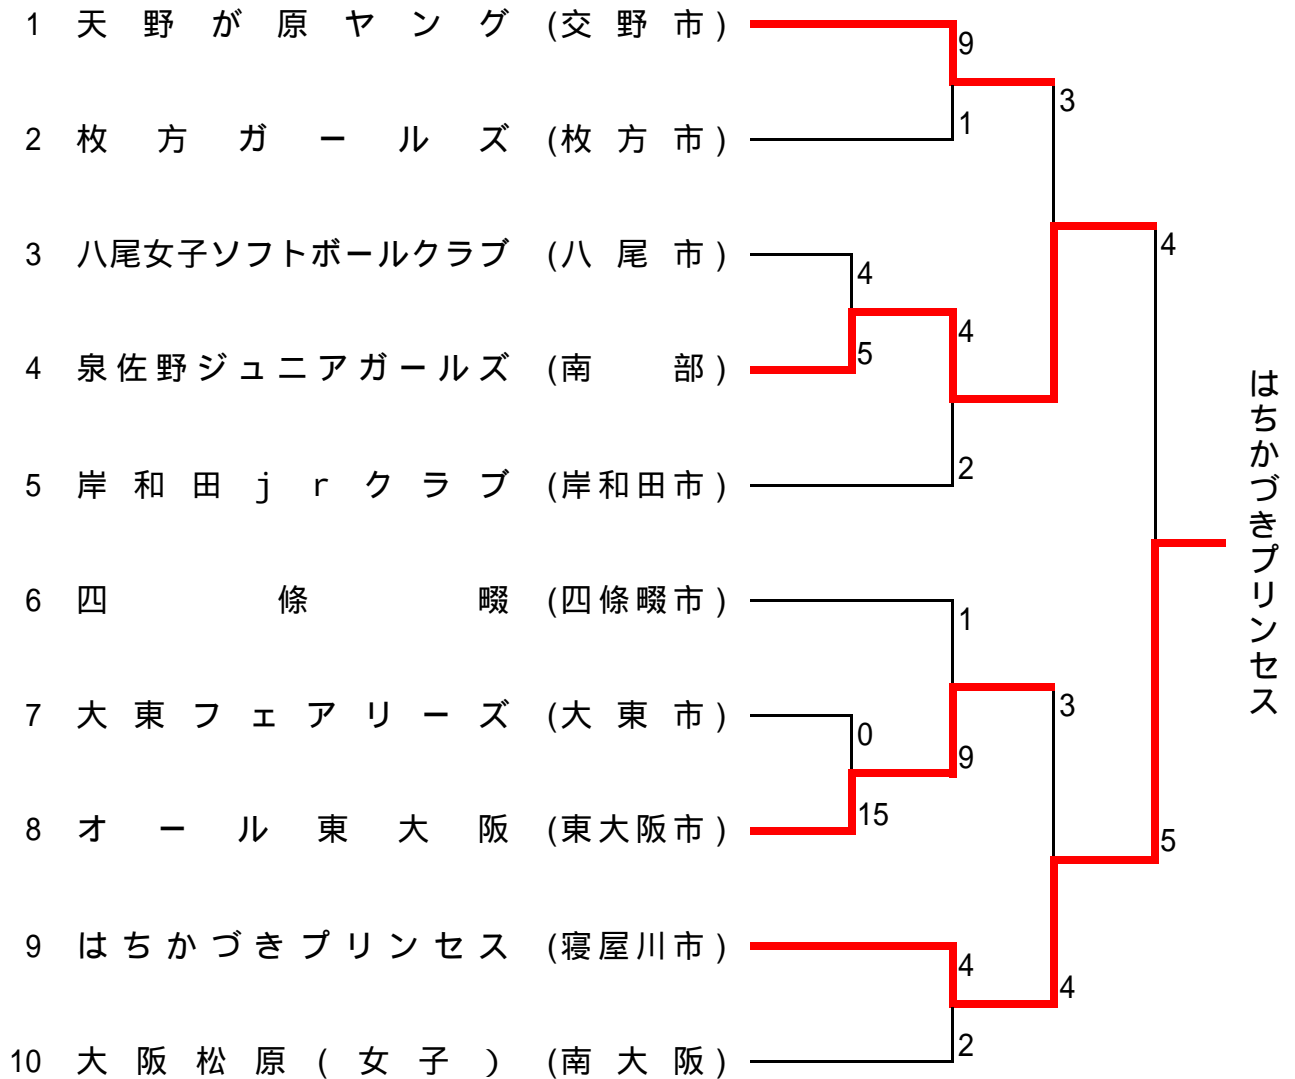 1 天野が原ヤング (交野市)
9
3
1
2 枚方ガールズ (枚方市)
3 八尾女子ソフトボールクラブ (八尾市)
4
4
4
5
4 泉佐野ジュニアガールズ (南部)
2
5 岸和田jrクラブ (岸和田市)
はちかづきプリンセス
6 四條畷 (四條畷市)
1
3
7 大東フェアリーズ (大東市)
0
9
15
8 オール東大阪 (東大阪市)
5
9 はちかづきプリンセス (寝屋川市)
4
4
2
10 大阪松原(女子) (南大阪)